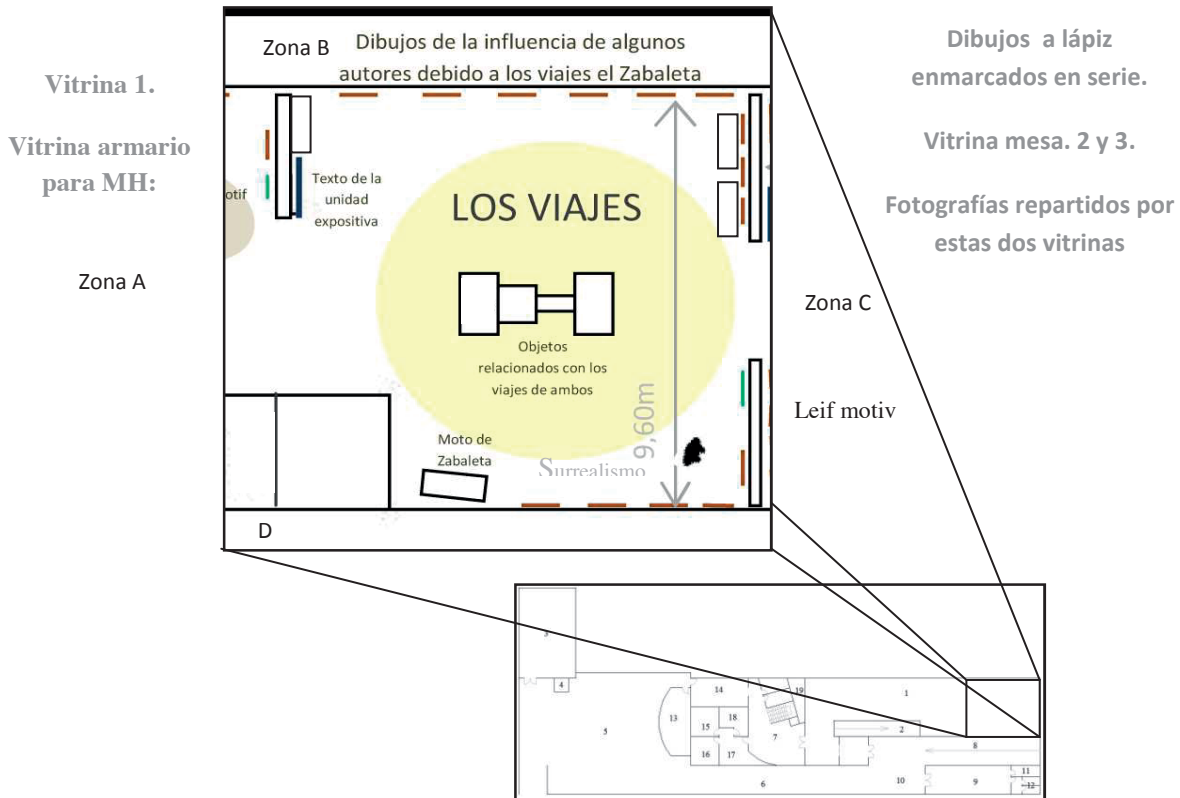 Zona B
Dibujos de la influencia de algunos
autores debido a los viajes el Zabaleta
Vitrina 1.
Vitrina armario
para MH:
Zona A
otif
Texto de la
unidad
expositiva
LOS VIAJES
Objetos
relacionados con los
viajes de ambos
9,60m
Moto de
Zabaleta
Surrealismo
D
Dibujos a lápiz
enmarcados en serie.
Vitrina mesa. 2 y 3.
Fotografías repartidos por
estas dos vitrinas
Zona C
Leif motiv
3
4
5
13
14
15
18
16
17
7
19
1
2
8
6
10
9
11
12